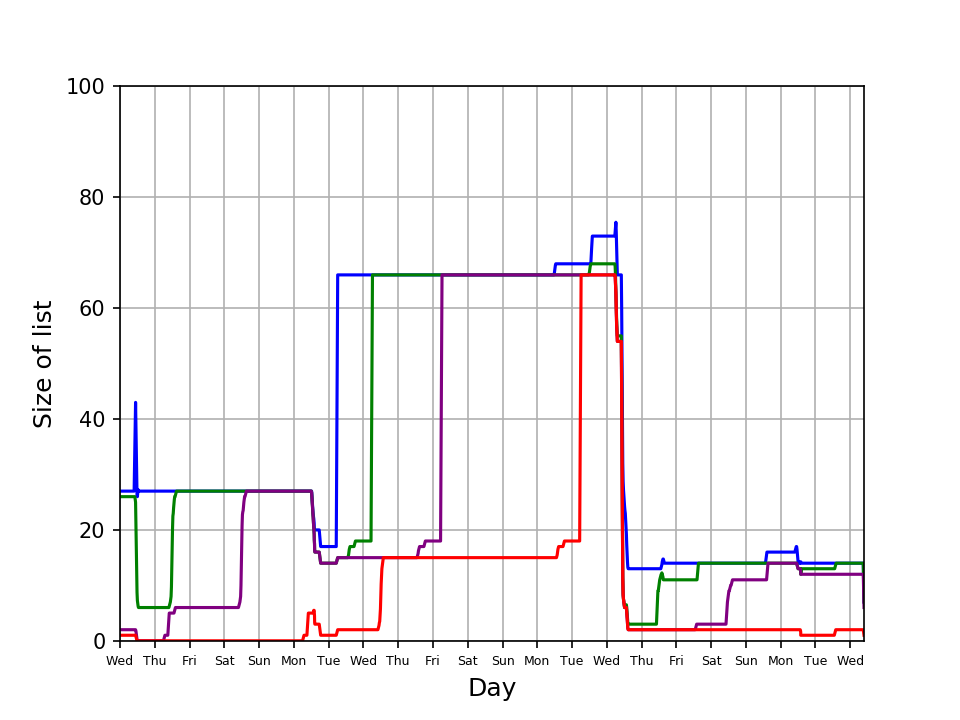 100
80
60
40
20
0
Size of list
Wed Thu Fri Sat Sun Mon Tue Wed Thu Fri Sat Sun Mon Tue Wed Thu Fri Sat Sun Mon Tue Wed
Day